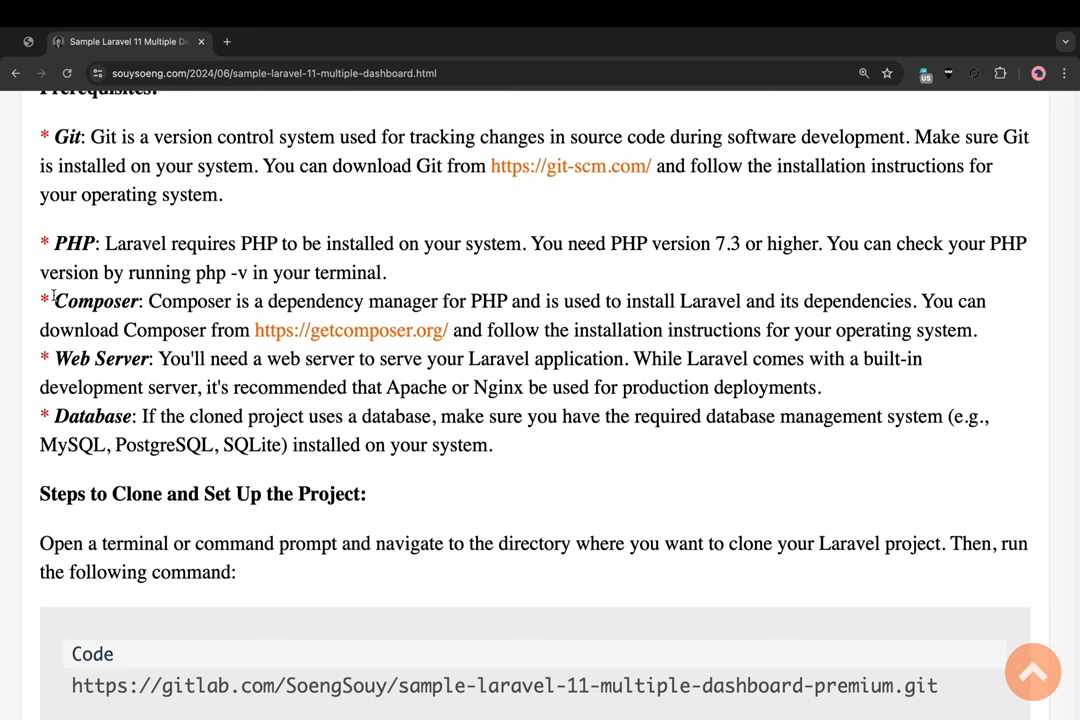 Sample Laravel 11 Multiple Da
souysoeng.com/2024/06/sample-laravel-11-multiple-dashboard.html
US
Prerequisites:
* Git: Git is a version control system used for tracking changes in source code during software development. Make sure Git
is installed on your system. You can download Git from https://git-scm.com/ and follow the installation instructions for
your operating system.
* PHP: Laravel requires PHP to be installed on your system. You need PHP version 7.3 or higher. You can check your PHP
version by running php -v in your terminal.
* Composer: Composer is a dependency manager for PHP and is used to install Laravel and its dependencies. You can
download Composer from https://getcomposer.org/ and follow the installation instructions for your operating system.
* Web Server: You'll need a web server to serve your Laravel application. While Laravel comes with a built-in
development server, it's recommended that Apache or Nginx be used for production deployments.
* Database: If the cloned project uses a database, make sure you have the required database management system (e.g.,
MySQL, PostgreSQL, SQLite) installed on your system.
Steps to Clone and Set Up the Project:
Open a terminal or command prompt and navigate to the directory where you want to clone your Laravel project. Then, run
the following command:
Code
https://gitlab.com/SoengSouy/sample-laravel-11-multiple-dashboard-premium.git